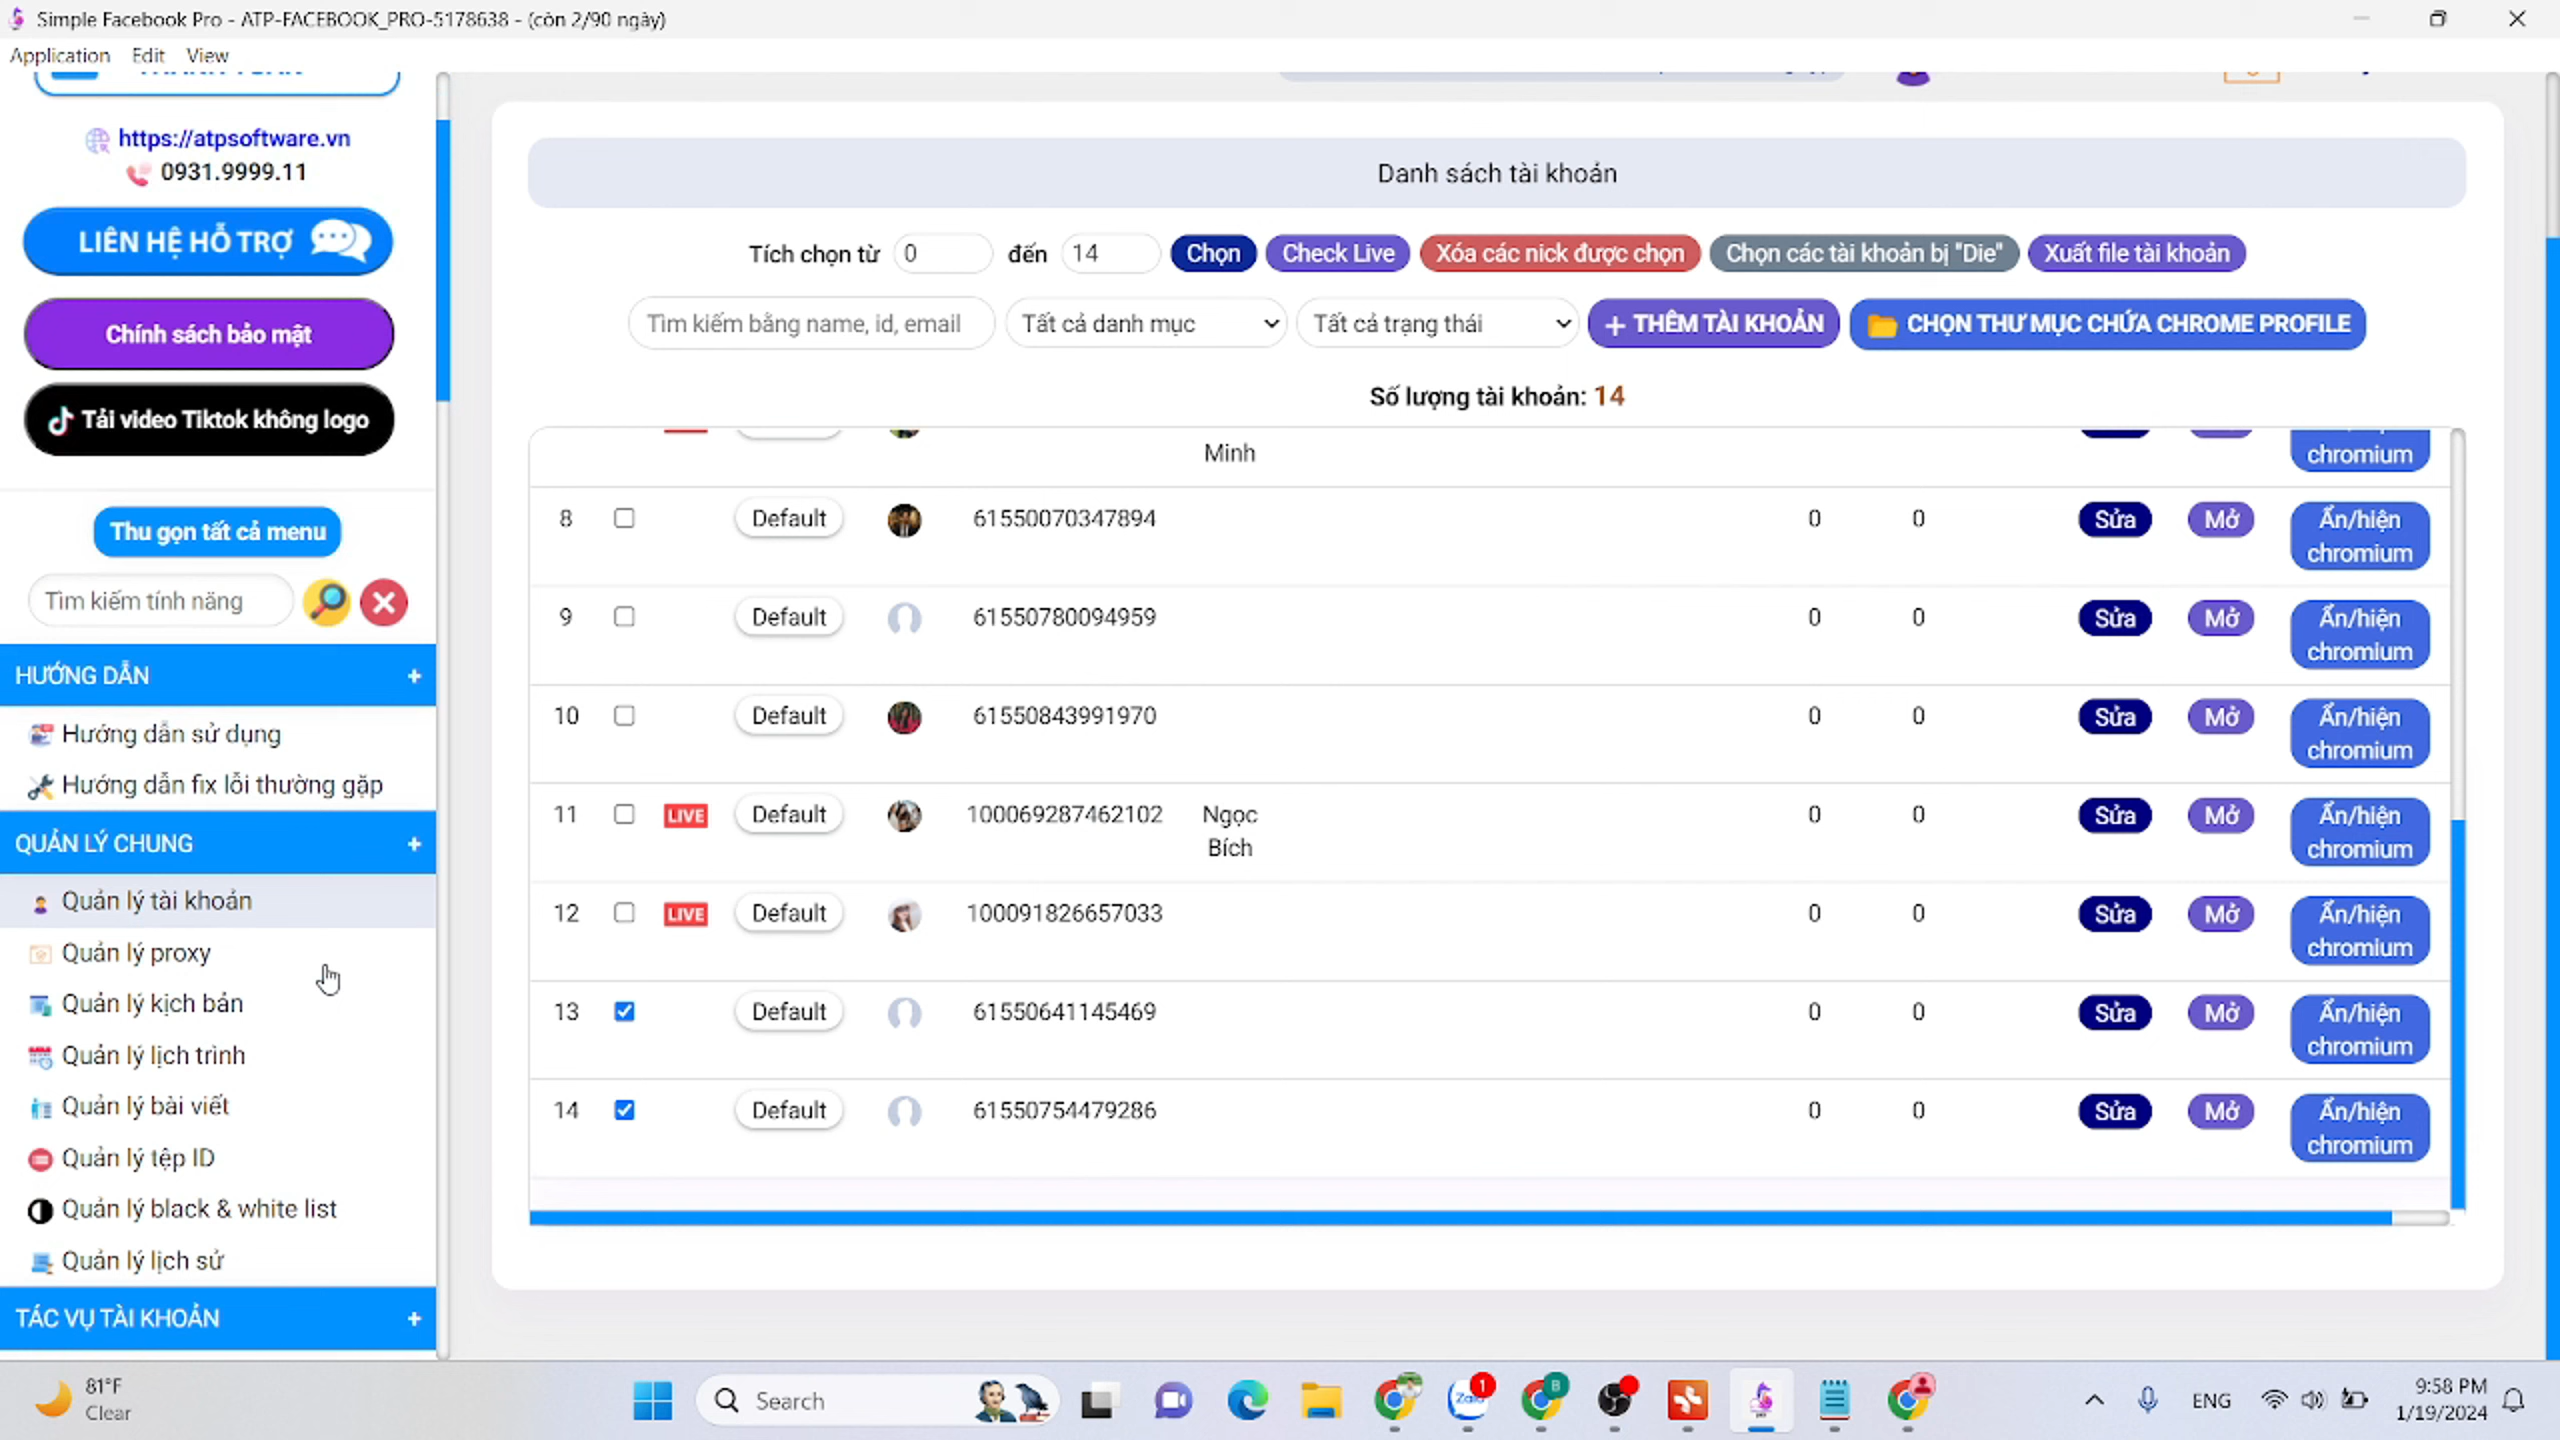 Simple Facebook Pro - ATP-FACEBOOK_PRO-5178638 - (còn 2/90 ngày)
Application Edit View
https://atpsoftware.vn
0931.9999.11
LIÊN HỆ HỖ TRỢ
Chính sách bảo mật
Tải video Tiktok không logo
Thu gọn tất cả menu
Tìm kiếm tính năng
HƯỚNG DẪN +
Hướng dẫn sử dụng
Hướng dẫn fix lỗi thường gặp
QUẢN LÝ CHUNG +
Quản lý tài khoản
Quản lý proxy
Quản lý kịch bản
Quản lý lịch trình
Quản lý bài viết
Quản lý tệp ID
Quản lý black & white list
Quản lý lịch sử
TÁC VỤ TÀI KHOẢN +
Danh sách tài khoản
Tích chọn từ 0 đến 14 Chọn Check Live Xóa các nick được chọn Chọn các tài khoản bị "Die" Xuất file tài khoản
Tìm kiếm bằng name, id, email Tất cả danh mục Tất cả trạng thái + THÊM TÀI KHOẢN CHỌN THƯ MỤC CHỨA CHROME PROFILE
Số lượng tài khoản: 14
Minh chromium
8 Default 61550070347894 0 0 Sửa Mở Ẩn/hiện
chromium
9 Default 61550780094959 0 0 Sửa Mở Ẩn/hiện
chromium
10 Default 61550843991970 0 0 Sửa Mở Ẩn/hiện
chromium
11 LIVE Default 100069287462102 Ngọc 0 0 Sửa Mở Ẩn/hiện
Bích chromium
12 LIVE Default 100091826657033 0 0 Sửa Mở Ẩn/hiện
chromium
13 Default 61550641145469 0 0 Sửa Mở Ẩn/hiện
chromium
14 Default 61550754479286 0 0 Sửa Mở Ẩn/hiện
chromium
81°F
Clear
Search
Zalo 1
B
ENG
9:58 PM
1/19/2024